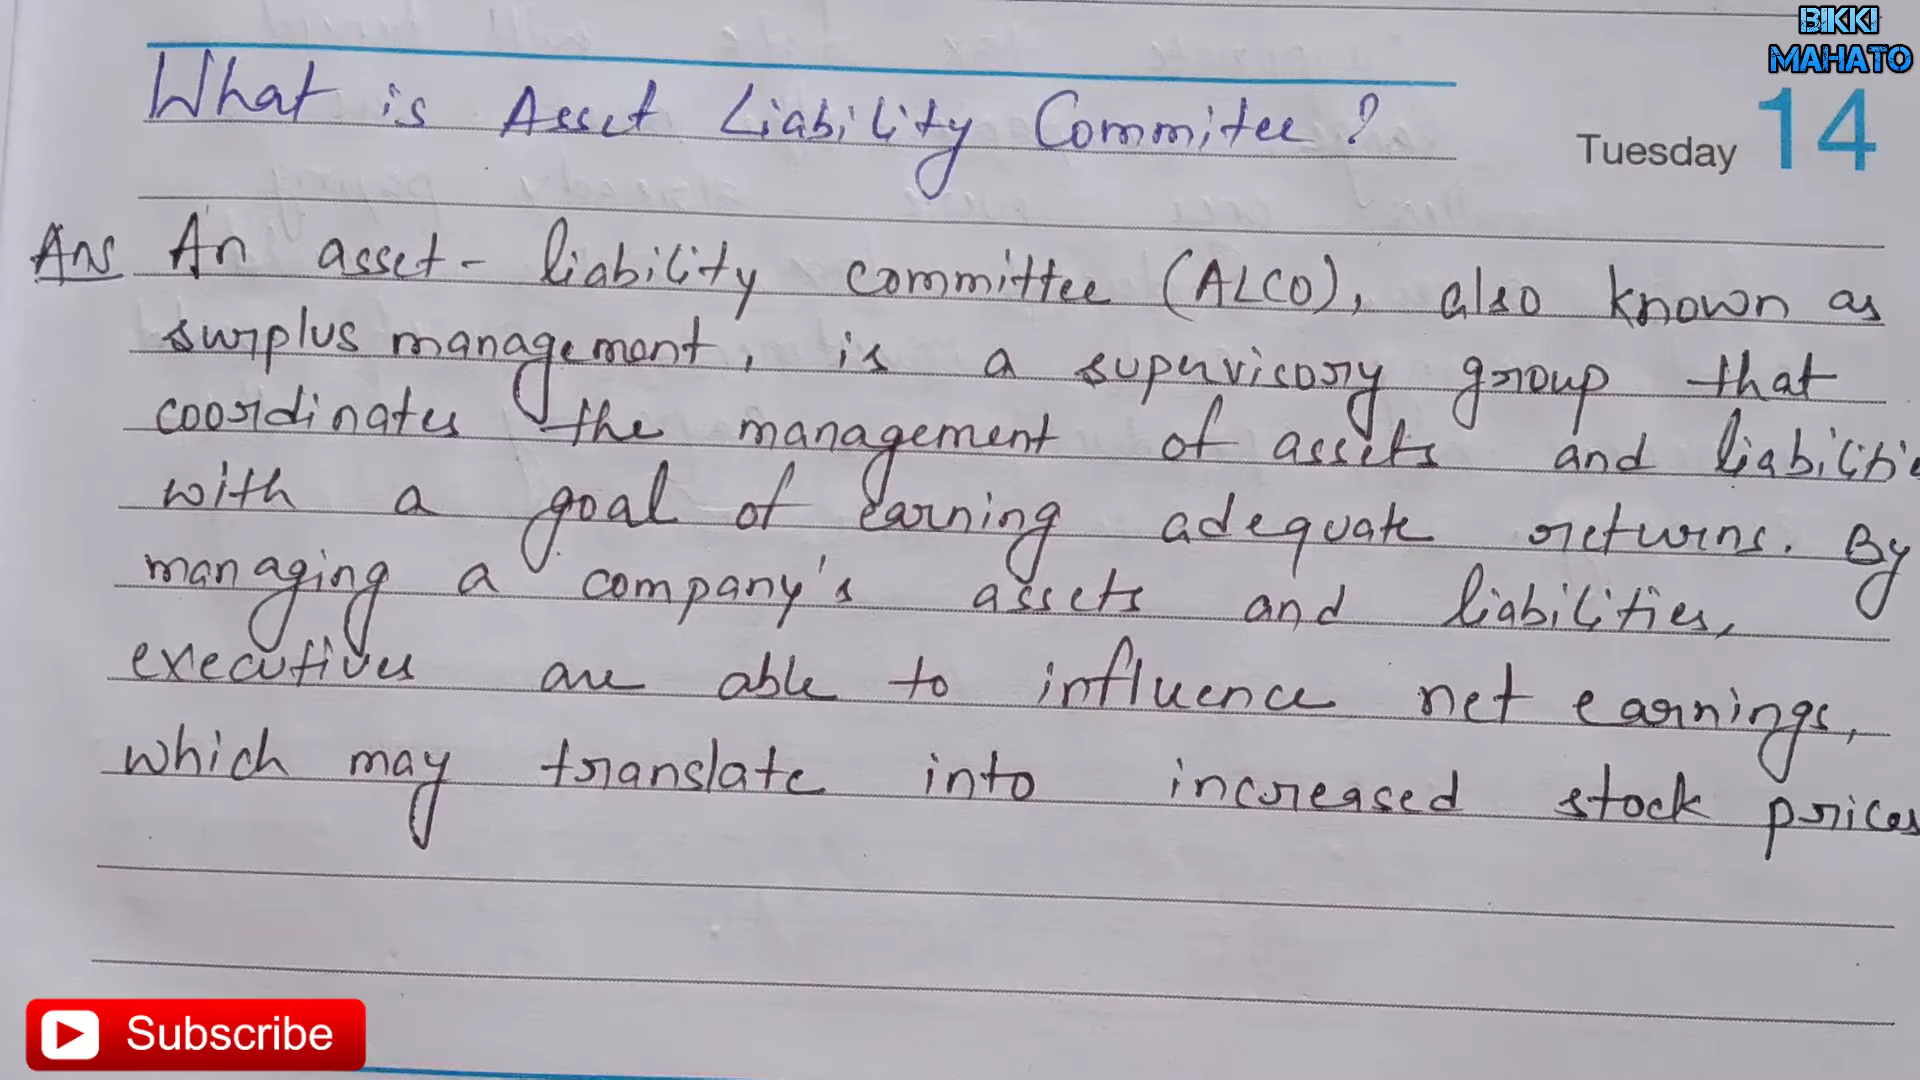 BIKKI
MAHATO
What is Asset Liability Commitee?
Tuesday 14
Ans An asset-liability committee (ALCO), also known as
surplus management, is a supervisory group that
coordinates the management of assets and liabilitie
with a goal of earning adequate returns. By
managing a company's assets and liabilities,
executives are able to influence net earnings,
which may translate into increased stock prices
Subscribe